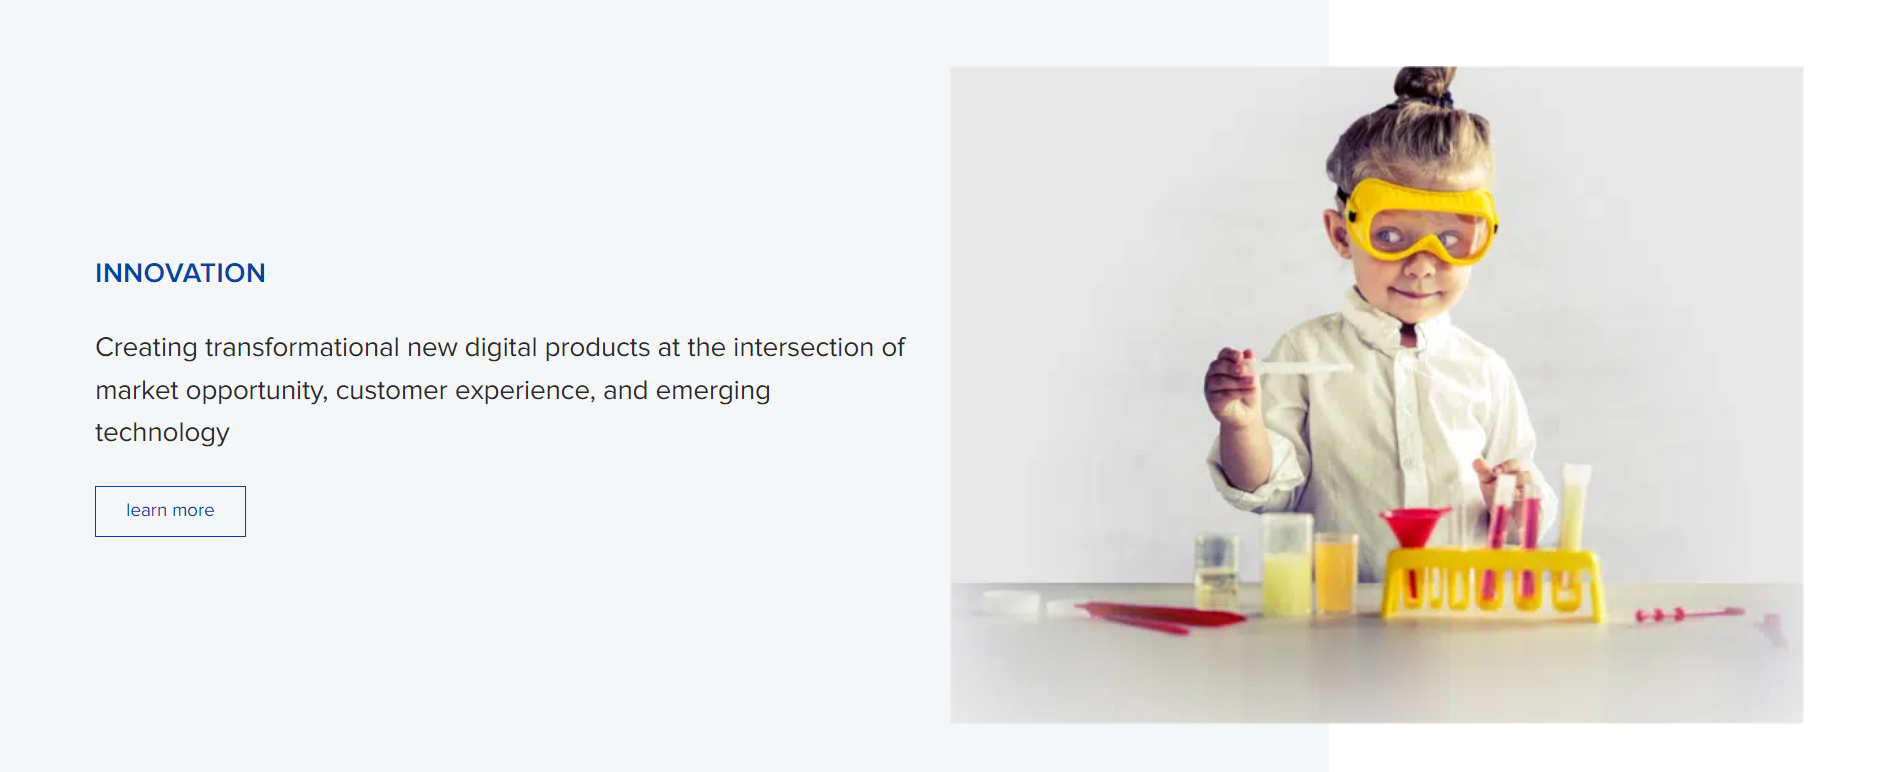 INNOVATION
Creating transformational new digital products at the intersection of
market opportunity, customer experience, and emerging
technology
learn more